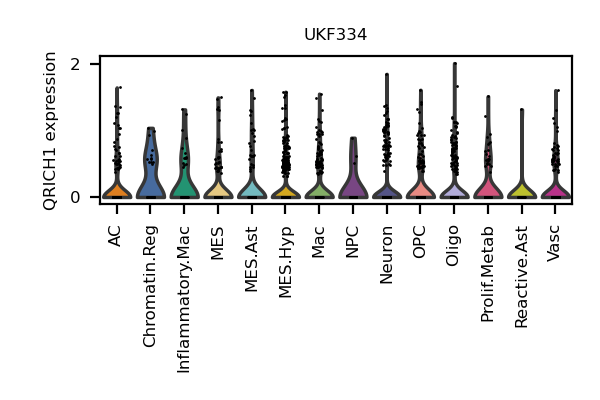 UKF334
QRICH1 expression
2
0
AC
Chromatin.Reg
Inflammatory.Mac
MES
MES.Ast
MES.Hyp
Mac
NPC
Neuron
OPC
Oligo
Prolif.Metab
Reactive.Ast
Vasc